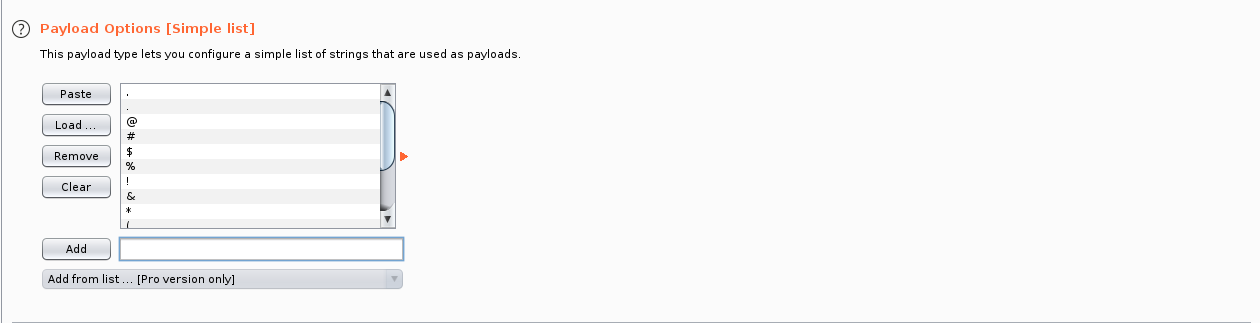 ? Payload Options [Simple list]
This payload type lets you configure a simple list of strings that are used as payloads.
Paste
Load ...
Remove
Clear
,
.
@
#
$
%
!
&
*
(
Add
Add from list ... [Pro version only]